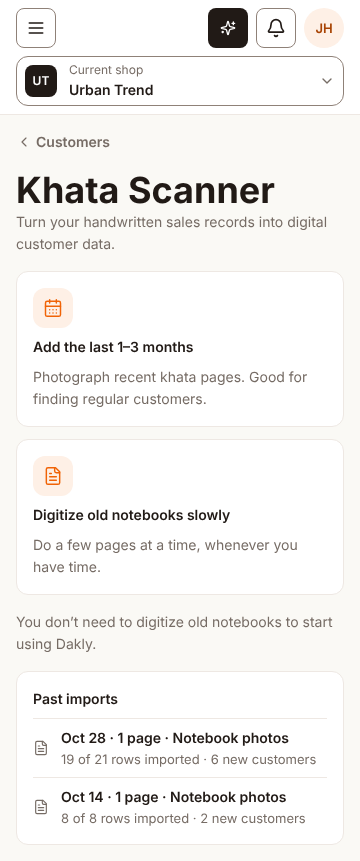 JH
UT
Current shop
Urban Trend
Customers
Khata Scanner
Turn your handwritten sales records into digital
customer data.
Add the last 1–3 months
Photograph recent khata pages. Good for
finding regular customers.
Digitize old notebooks slowly
Do a few pages at a time, whenever you
have time.
You don’t need to digitize old notebooks to start
using Dakly.
Past imports
Oct 28 · 1 page · Notebook photos
19 of 21 rows imported · 6 new customers
Oct 14 · 1 page · Notebook photos
8 of 8 rows imported · 2 new customers